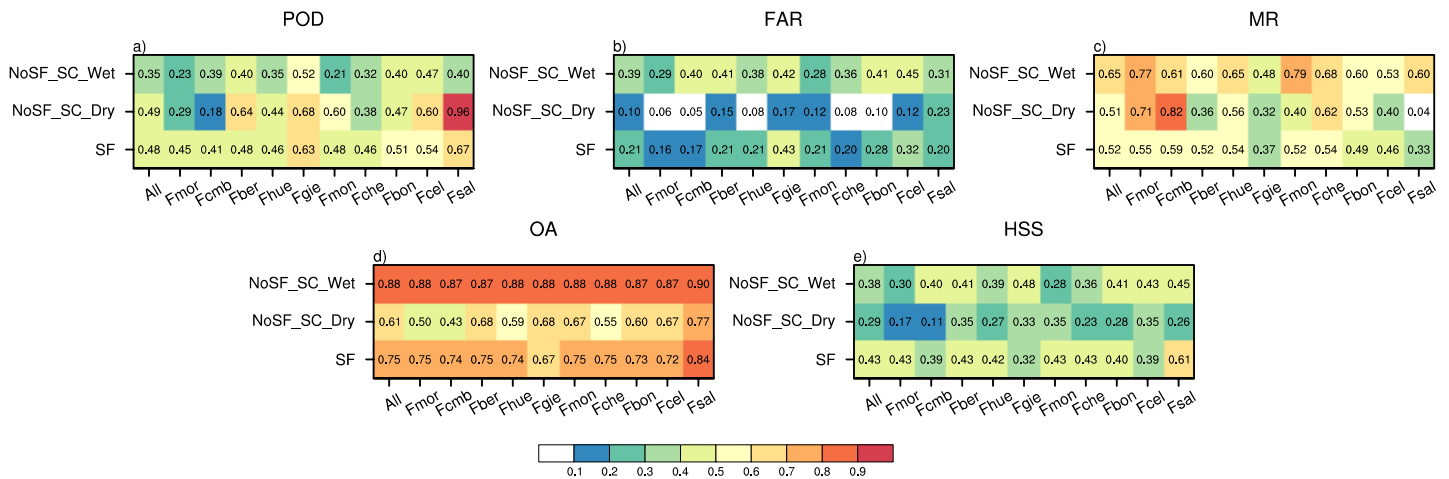 POD FAR MR
a) b) c)
NoSF_SC_Wet 0.35 0.23 0.39 0.40 0.35 0.52 0.21 0.32 0.40 0.47 0.40 NoSF_SC_Wet 0.39 0.29 0.40 0.41 0.38 0.42 0.28 0.36 0.41 0.45 0.31 NoSF_SC_Wet 0.65 0.77 0.61 0.60 0.65 0.48 0.79 0.68 0.60 0.53 0.60
NoSF_SC_Dry 0.49 0.29 0.18 0.64 0.44 0.68 0.60 0.38 0.47 0.60 0.96 NoSF_SC_Dry 0.10 0.06 0.05 0.15 0.08 0.17 0.12 0.08 0.10 0.12 0.23 NoSF_SC_Dry 0.51 0.71 0.82 0.36 0.56 0.32 0.40 0.62 0.53 0.40 0.04
SF 0.48 0.45 0.41 0.48 0.46 0.63 0.48 0.46 0.51 0.54 0.67 SF 0.21 0.16 0.17 0.21 0.21 0.43 0.21 0.20 0.28 0.32 0.20 SF 0.52 0.55 0.59 0.52 0.54 0.37 0.52 0.54 0.49 0.46 0.33
All Fmor Fcmb Fber Fhue Fgie Fmon Fche Fbon Fcel Fsal All Fmor Fcmb Fber Fhue Fgie Fmon Fche Fbon Fcel Fsal All Fmor Fcmb Fber Fhue Fgie Fmon Fche Fbon Fcel Fsal
OA HSS
d) e)
NoSF_SC_Wet 0.88 0.88 0.87 0.87 0.88 0.88 0.88 0.88 0.87 0.87 0.90 NoSF_SC_Wet 0.38 0.30 0.40 0.41 0.39 0.48 0.28 0.36 0.41 0.43 0.45
NoSF_SC_Dry 0.61 0.50 0.43 0.68 0.59 0.68 0.67 0.55 0.60 0.67 0.77 NoSF_SC_Dry 0.29 0.17 0.11 0.35 0.27 0.33 0.35 0.23 0.28 0.35 0.26
SF 0.75 0.75 0.74 0.75 0.74 0.67 0.75 0.75 0.73 0.72 0.84 SF 0.43 0.43 0.39 0.43 0.42 0.32 0.43 0.43 0.40 0.39 0.61
All Fmor Fcmb Fber Fhue Fgie Fmon Fche Fbon Fcel Fsal All Fmor Fcmb Fber Fhue Fgie Fmon Fche Fbon Fcel Fsal
0.1 0.2 0.3 0.4 0.5 0.6 0.7 0.8 0.9